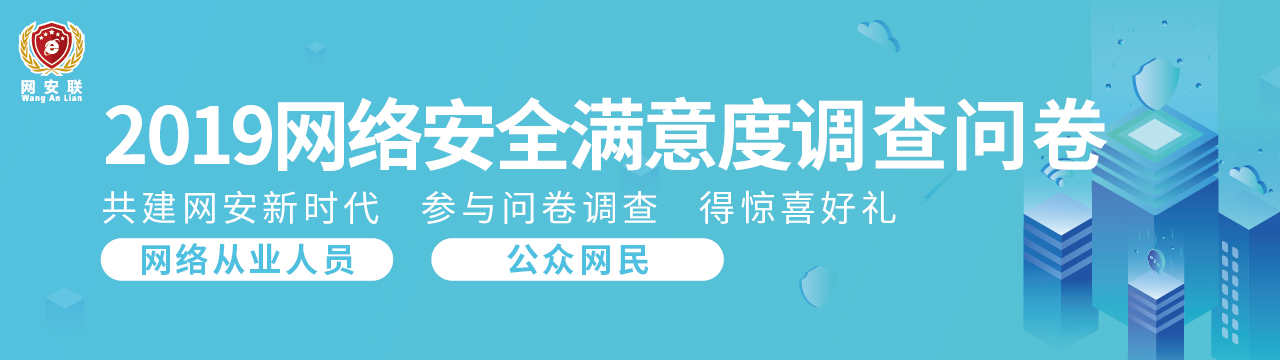 网安联
Wang An Lian
2019网络安全满意度调查问卷
共建网安新时代 参与问卷调查 得惊喜好礼
网络从业人员 公众网民